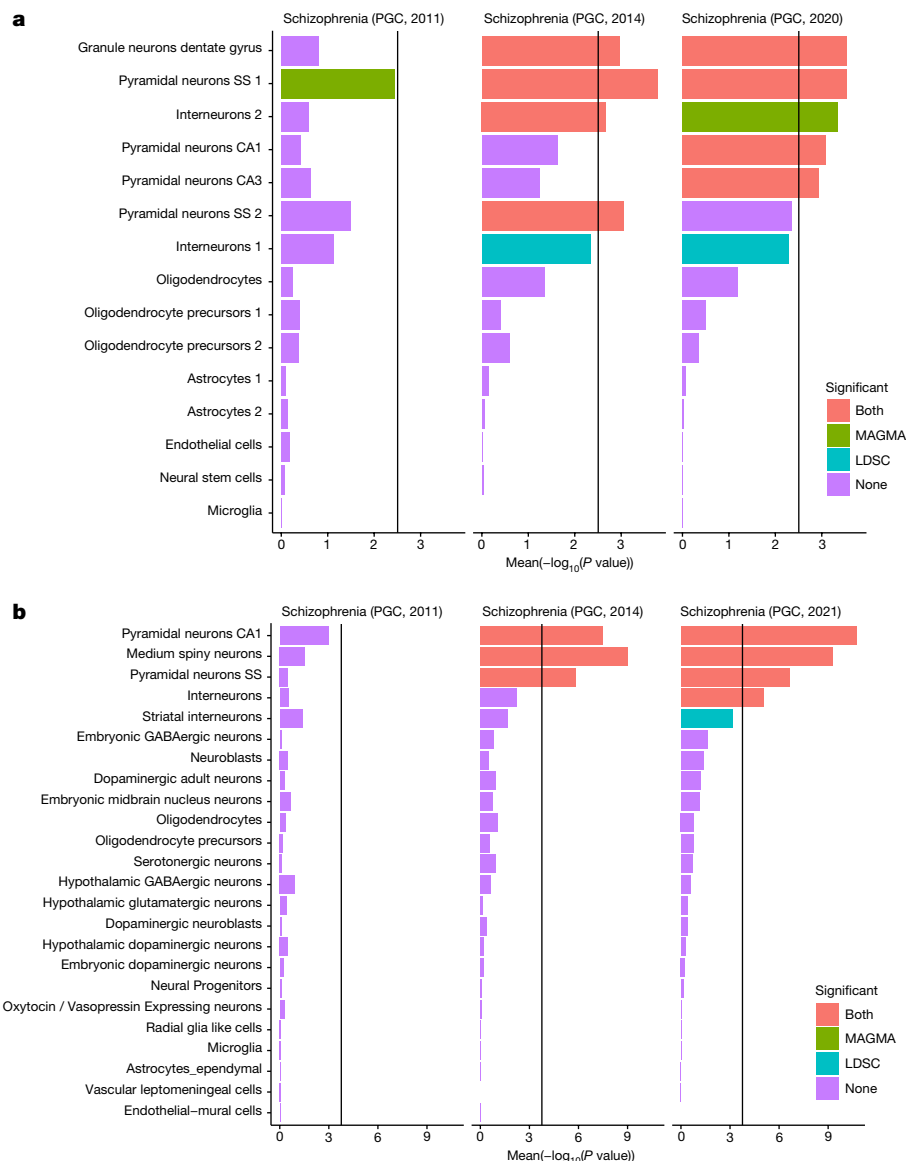 a
Schizophrenia (PGC, 2011) Schizophrenia (PGC, 2014) Schizophrenia (PGC, 2020)
Granule neurons dentate gyrus
Pyramidal neurons SS 1
Interneurons 2
Pyramidal neurons CA1
Pyramidal neurons CA3
Pyramidal neurons SS 2
Interneurons 1
Oligodendrocytes
Oligodendrocyte precursors 1
Oligodendrocyte precursors 2
Astrocytes 1
Astrocytes 2
Endothelial cells
Neural stem cells
Microglia
Significant
Both
MAGMA
LDSC
None
0 1 2 3 0 1 2 3 0 1 2 3
Mean(−log10(P value))
b
Schizophrenia (PGC, 2011) Schizophrenia (PGC, 2014) Schizophrenia (PGC, 2021)
Pyramidal neurons CA1
Medium spiny neurons
Pyramidal neurons SS
Interneurons
Striatal interneurons
Embryonic GABAergic neurons
Neuroblasts
Dopaminergic adult neurons
Embryonic midbrain nucleus neurons
Oligodendrocytes
Oligodendrocyte precursors
Serotonergic neurons
Hypothalamic GABAergic neurons
Hypothalamic glutamatergic neurons
Dopaminergic neuroblasts
Hypothalamic dopaminergic neurons
Embryonic dopaminergic neurons
Neural Progenitors
Oxytocin / Vasopressin Expressing neurons
Radial glia like cells
Microglia
Astrocytes_ependymal
Vascular leptomeningeal cells
Endothelial−mural cells
Significant
Both
MAGMA
LDSC
None
0 3 6 9 0 3 6 9 0 3 6 9
Mean(−log10(P value))